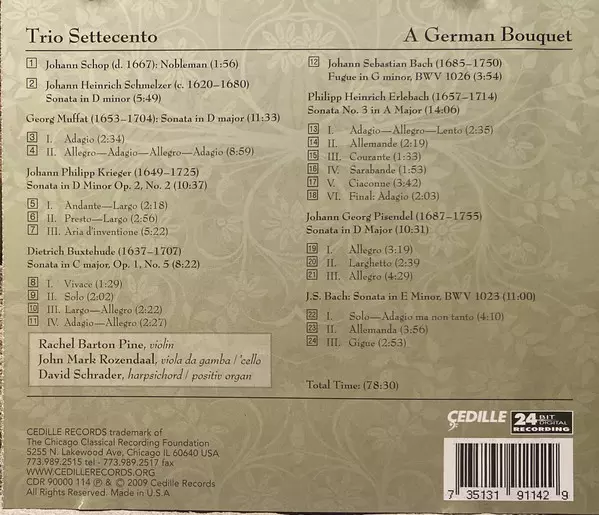 Trio Settecento
A German Bouquet
1 Johann Schop (d. 1667): Nobleman (1:56)
2 Johann Heinrich Schmelzer (c. 1620–1680)
Sonata in D minor (5:49)
Georg Muffat (1653–1704): Sonata in D major (11:33)
3 I. Adagio (2:34)
4 II. Allegro—Adagio—Allegro—Adagio (8:59)
Johann Philipp Krieger (1649–1725)
Sonata in D Minor Op. 2, No. 2 (10:37)
5 I. Andante—Largo (2:18)
6 II. Presto—Largo (2:56)
7 III. Aria d'inventione (5:22)
Dietrich Buxtehude (1637–1707)
Sonata in C major, Op. 1, No. 5 (8:22)
8 I. Vivace (1:29)
9 II. Solo (2:02)
10 III. Largo—Allegro (2:22)
11 IV. Adagio—Allegro (2:27)
Rachel Barton Pine, violin
John Mark Rozendaal, viola da gamba / 'cello
David Schrader, harpsichord / positiv organ
12 Johann Sebastian Bach (1685–1750)
Fugue in G minor, BWV 1026 (3:54)
Philipp Heinrich Erlebach (1657–1714)
Sonata No. 3 in A Major (14:06)
13 I. Adagio—Allegro—Lento (2:35)
14 II. Allemande (2:19)
15 III. Courante (1:33)
16 IV. Sarabande (1:53)
17 V. Ciaconne (3:42)
18 VI. Final: Adagio (2:03)
Johann Georg Pisendel (1687–1755)
Sonata in D Major (10:31)
19 I. Allegro (3:19)
20 II. Larghetto (2:39
21 III. Allegro (4:29)
J.S. Bach: Sonata in E Minor, BWV 1023 (11:00)
22 I. Solo—Adagio ma non tanto (4:10)
23 II. Allemanda (3:56)
24 III. Gigue (2:53)
Total Time: (78:30)
CEDILLE RECORDS trademark of
The Chicago Classical Recording Foundation
5255 N. Lakewood Ave, Chicago IL 60640 USA
773.989.2515 tel · 773.989.2517 fax
WWW.CEDILLERECORDS.ORG
CDR 90000 114 Ⓟ & © 2009 Cedille Records
All Rights Reserved. Made in U.S.A
ÇEDILLE
24 BIT DIGITAL RECORDING
7 35131 91142 9